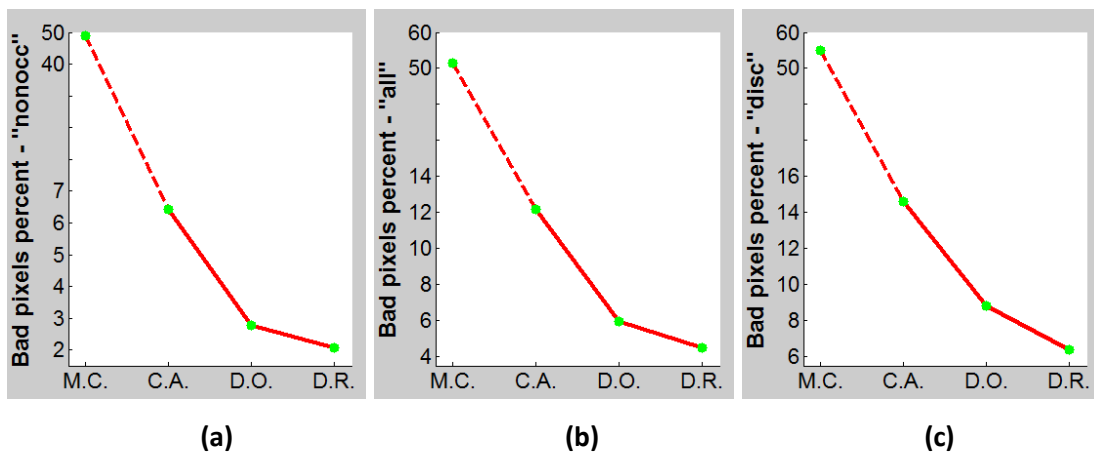 Bad pixels percent - "nonocc"
50
40
7
6
5
4
3
2
M.C. C.A. D.O. D.R.
(a)
Bad pixels percent - "all"
60
50
14
12
10
8
6
4
M.C. C.A. D.O. D.R.
(b)
Bad pixels percent - "disc"
60
50
16
14
12
10
8
6
M.C. C.A. D.O. D.R.
(c)